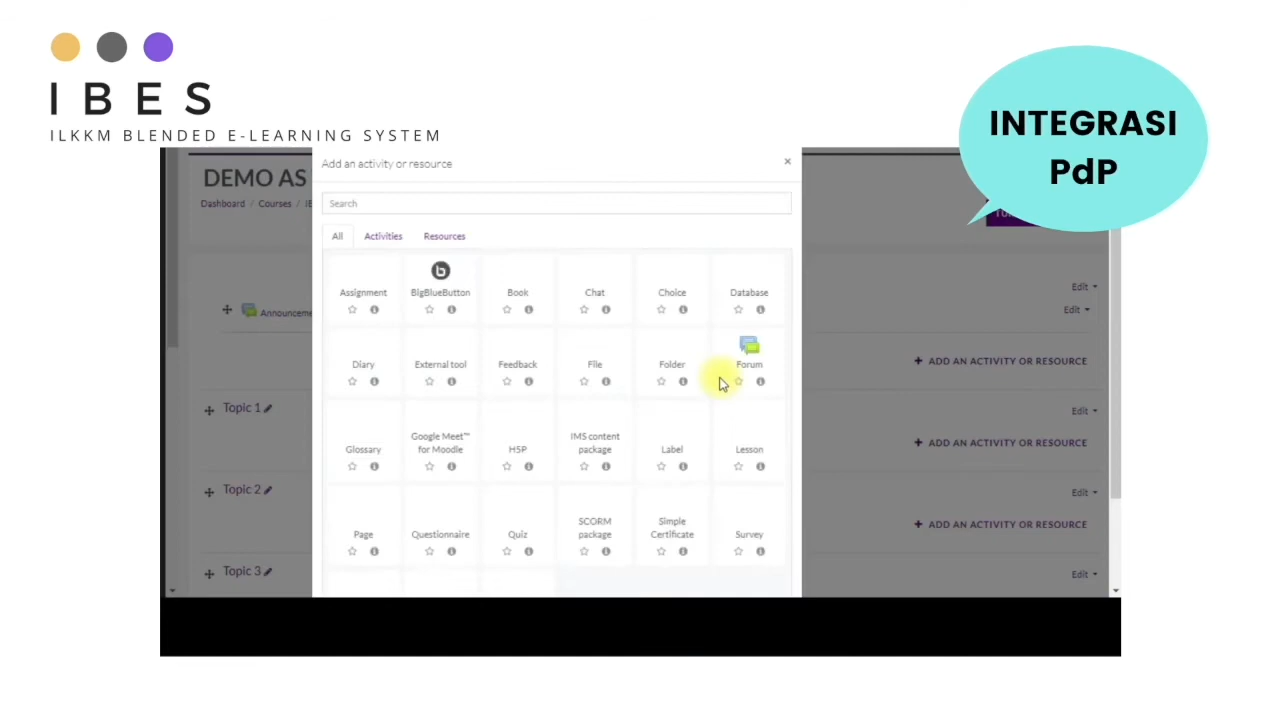 IBES
ILKKM BLENDED E-LEARNING SYSTEM
INTEGRASI
PdP
DEMO AS
Dashboard / Courses /
Add an activity or resource
×
Search
All
Activities
Resources
Assignment
BigBlueButton
Book
Chat
Choice
Database
Diary
External tool
Feedback
File
Folder
Forum
Glossary
Google Meet™
for Moodle
H5P
IMS content
package
Label
Lesson
Page
Questionnaire
Quiz
SCORM
package
Simple
Certificate
Survey
Announceme
Edit
Edit
+ ADD AN ACTIVITY OR RESOURCE
Topic 1
Edit
+ ADD AN ACTIVITY OR RESOURCE
Topic 2
Edit
+ ADD AN ACTIVITY OR RESOURCE
Topic 3
Edit